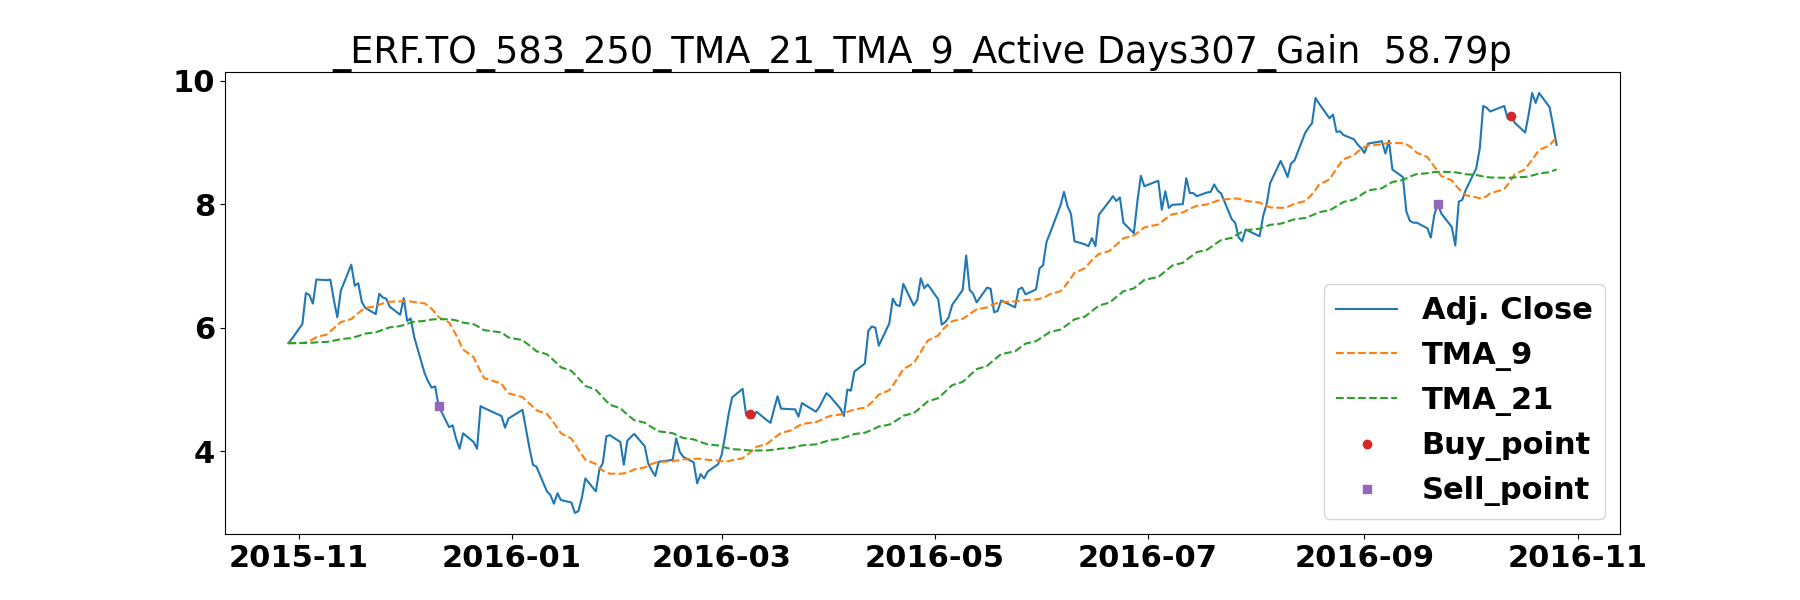 _ERF.TO_583_250_TMA_21_TMA_9_Active Days307_Gain  58.79p
10
8
6
4
Adj. Close
TMA_9
TMA_21
Buy_point
Sell_point
2015-11 2016-01 2016-03 2016-05 2016-07 2016-09 2016-11